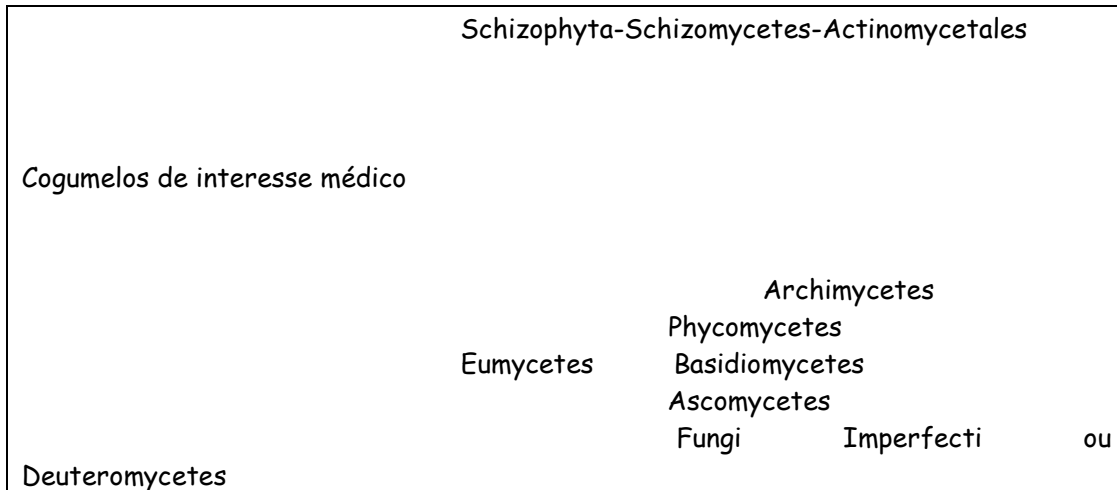 Schizophyta-Schizomycetes-Actinomycetales
Cogumelos de interesse médico
Archimycetes
Phycomycetes
Eumycetes Basidiomycetes
Ascomycetes
Fungi Imperfecti ou
Deuteromycetes